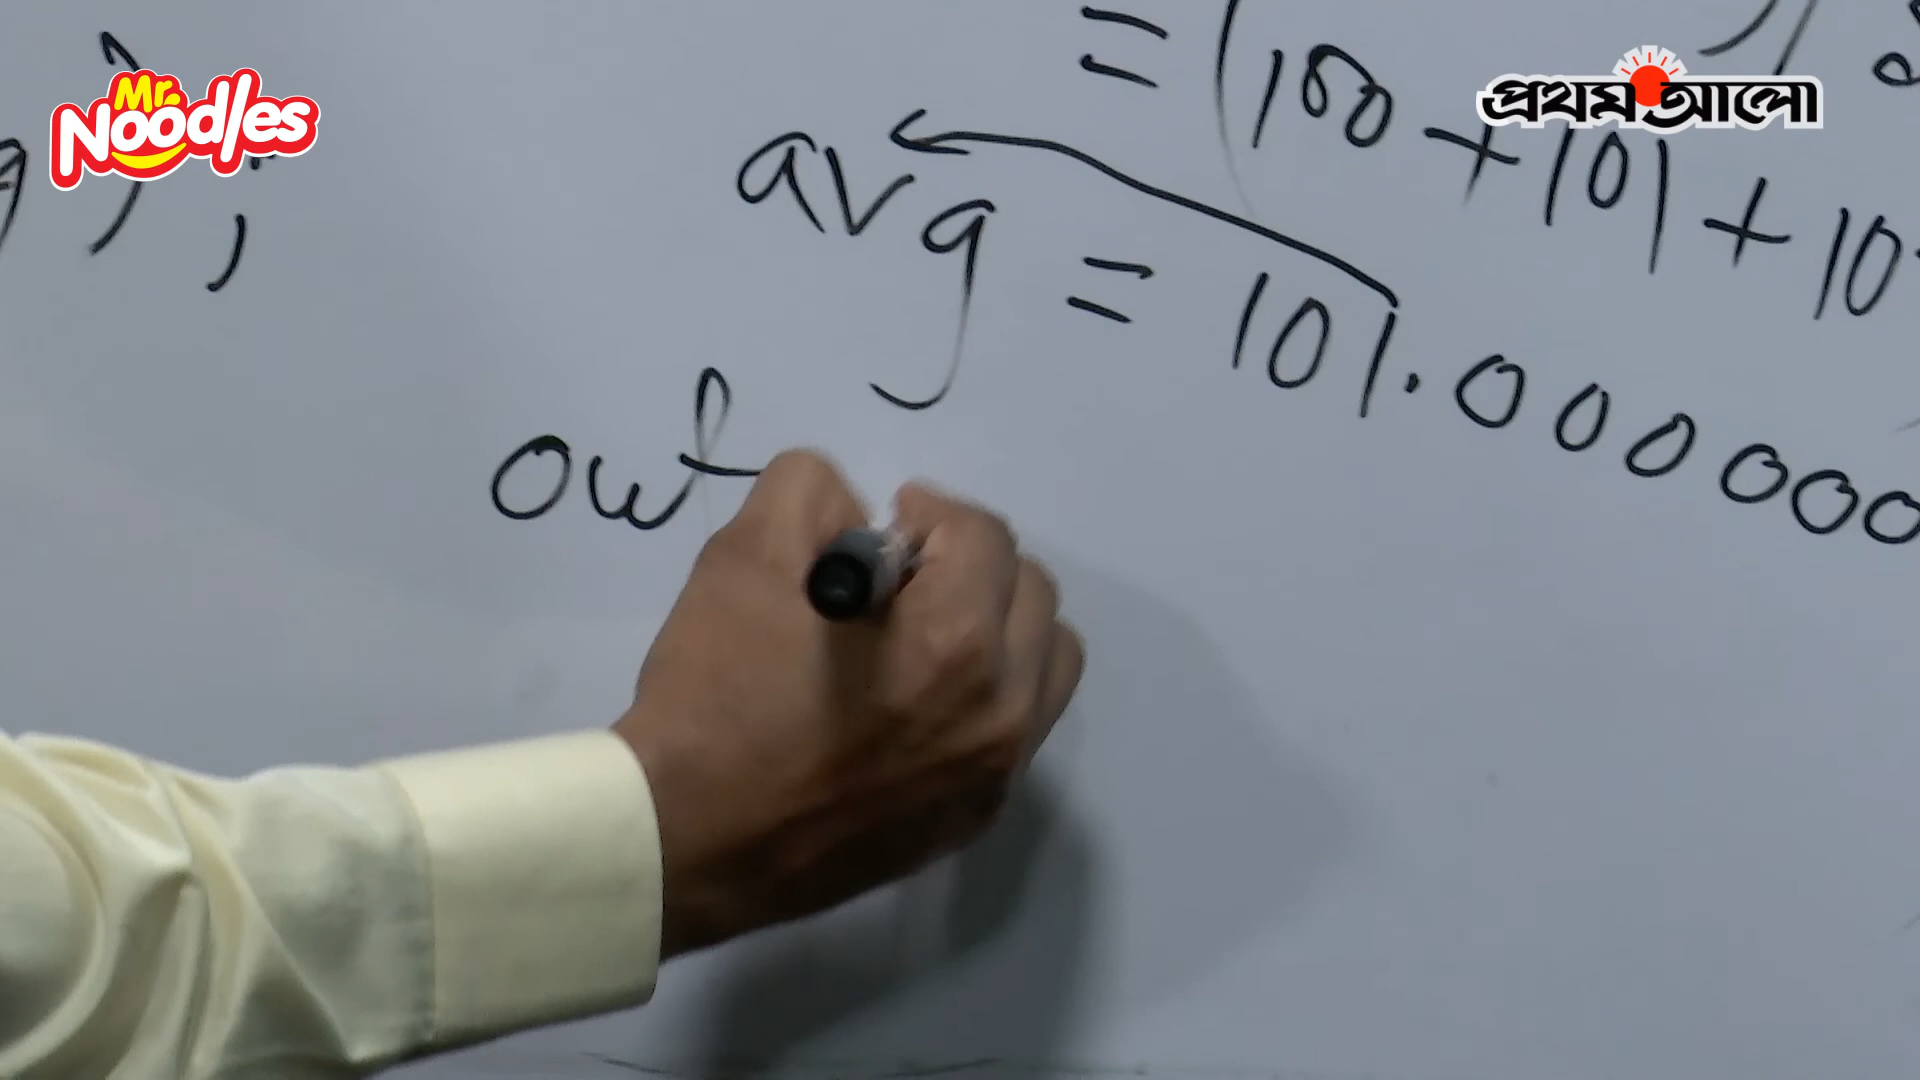 Mr.
Noodles
প্রথম আলো
= (100 + 101 + 10
avg = 101.000000
out
) ;